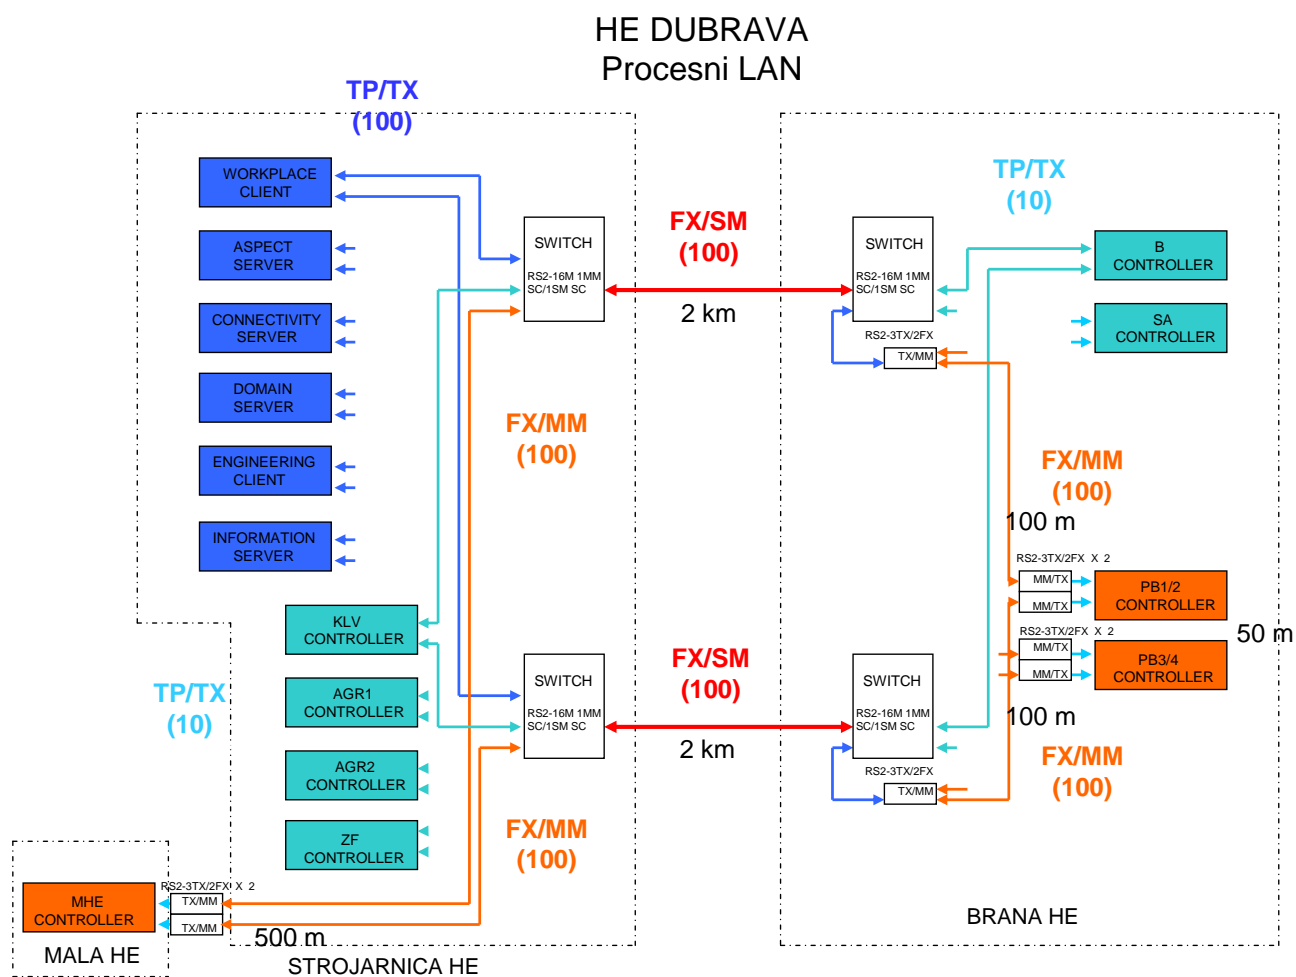 HE DUBRAVA
Procesni LAN
TP/TX
(100)
WORKPLACE
CLIENT
ASPECT
SERVER
CONNECTIVITY
SERVER
DOMAIN
SERVER
ENGINEERING
CLIENT
INFORMATION
SERVER
KLV
CONTROLLER
TP/TX
(10)
AGR1
CONTROLLER
AGR2
CONTROLLER
ZF
CONTROLLER
SWITCH
RS2-16M 1MM
SC/1SM SC
FX/MM
(100)
SWITCH
RS2-16M 1MM
SC/1SM SC
FX/MM
(100)
RS2-3TX/2FX X 2
TX/MM
TX/MM
MHE
CONTROLLER
500 m
MALA HE
STROJARNICA HE
FX/SM
(100)
2 km
FX/SM
(100)
2 km
SWITCH
RS2-16M 1MM
SC/1SM SC
RS2-3TX/2FX
TX/MM
TP/TX
(10)
B
CONTROLLER
SA
CONTROLLER
FX/MM
(100)
100 m
RS2-3TX/2FX X 2
MM/TX
MM/TX
PB1/2
CONTROLLER
50 m
RS2-3TX/2FX X 2
MM/TX
MM/TX
PB3/4
CONTROLLER
SWITCH
RS2-16M 1MM
SC/1SM SC
100 m
FX/MM
(100)
RS2-3TX/2FX
TX/MM
BRANA HE